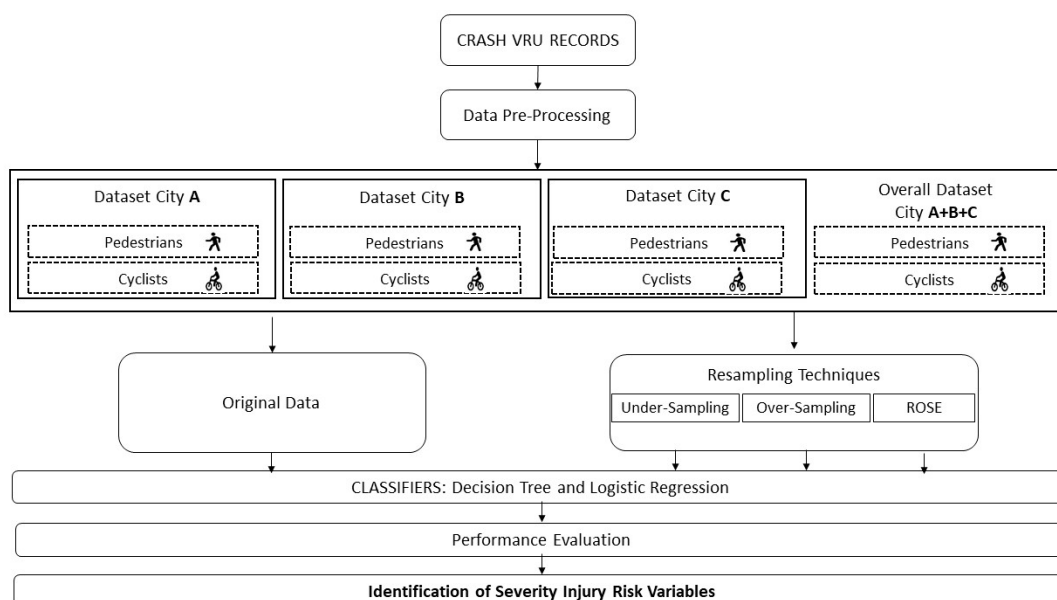 CRASH VRU RECORDS
Data Pre-Processing
Dataset City A
Pedestrians
Cyclists
Dataset City B
Pedestrians
Cyclists
Dataset City C
Pedestrians
Cyclists
Overall Dataset
City A+B+C
Pedestrians
Cyclists
Original Data
Resampling Techniques
Under-Sampling
Over-Sampling
ROSE
CLASSIFIERS: Decision Tree and Logistic Regression
Performance Evaluation
Identification of Severity Injury Risk Variables